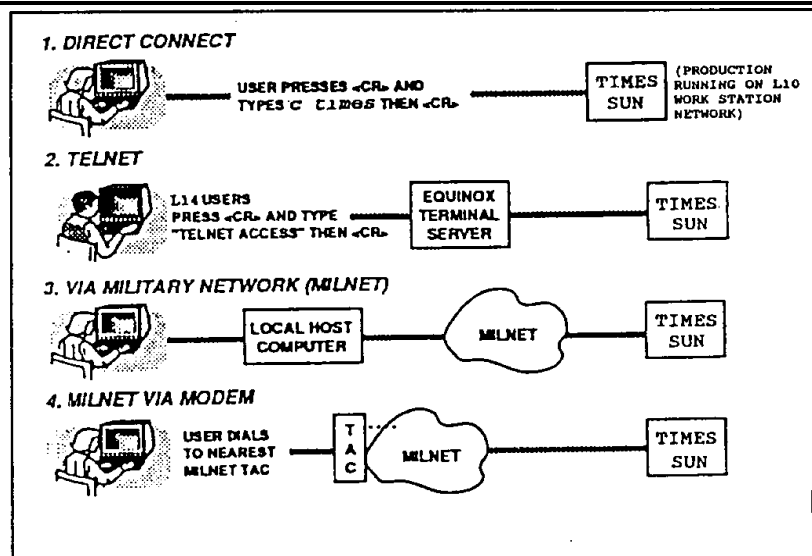 1. DIRECT CONNECT
USER PRESSES «CR» AND
TYPES c times THEN «CR»
TIMES
SUN
(PRODUCTION
RUNNING ON L10
WORK STATION
NETWORK)
2. TELNET
L14 USERS
PRESS «CR» AND TYPE
"TELNET ACCESS" THEN «CR»
EQUINOX
TERMINAL
SERVER
TIMES
SUN
3. VIA MILITARY NETWORK (MILNET)
LOCAL HOST
COMPUTER
MILNET
TIMES
SUN
4. MILNET VIA MODEM
USER DIALS
TO NEAREST
MILNET TAC
T
A
C
MILNET
TIMES
SUN